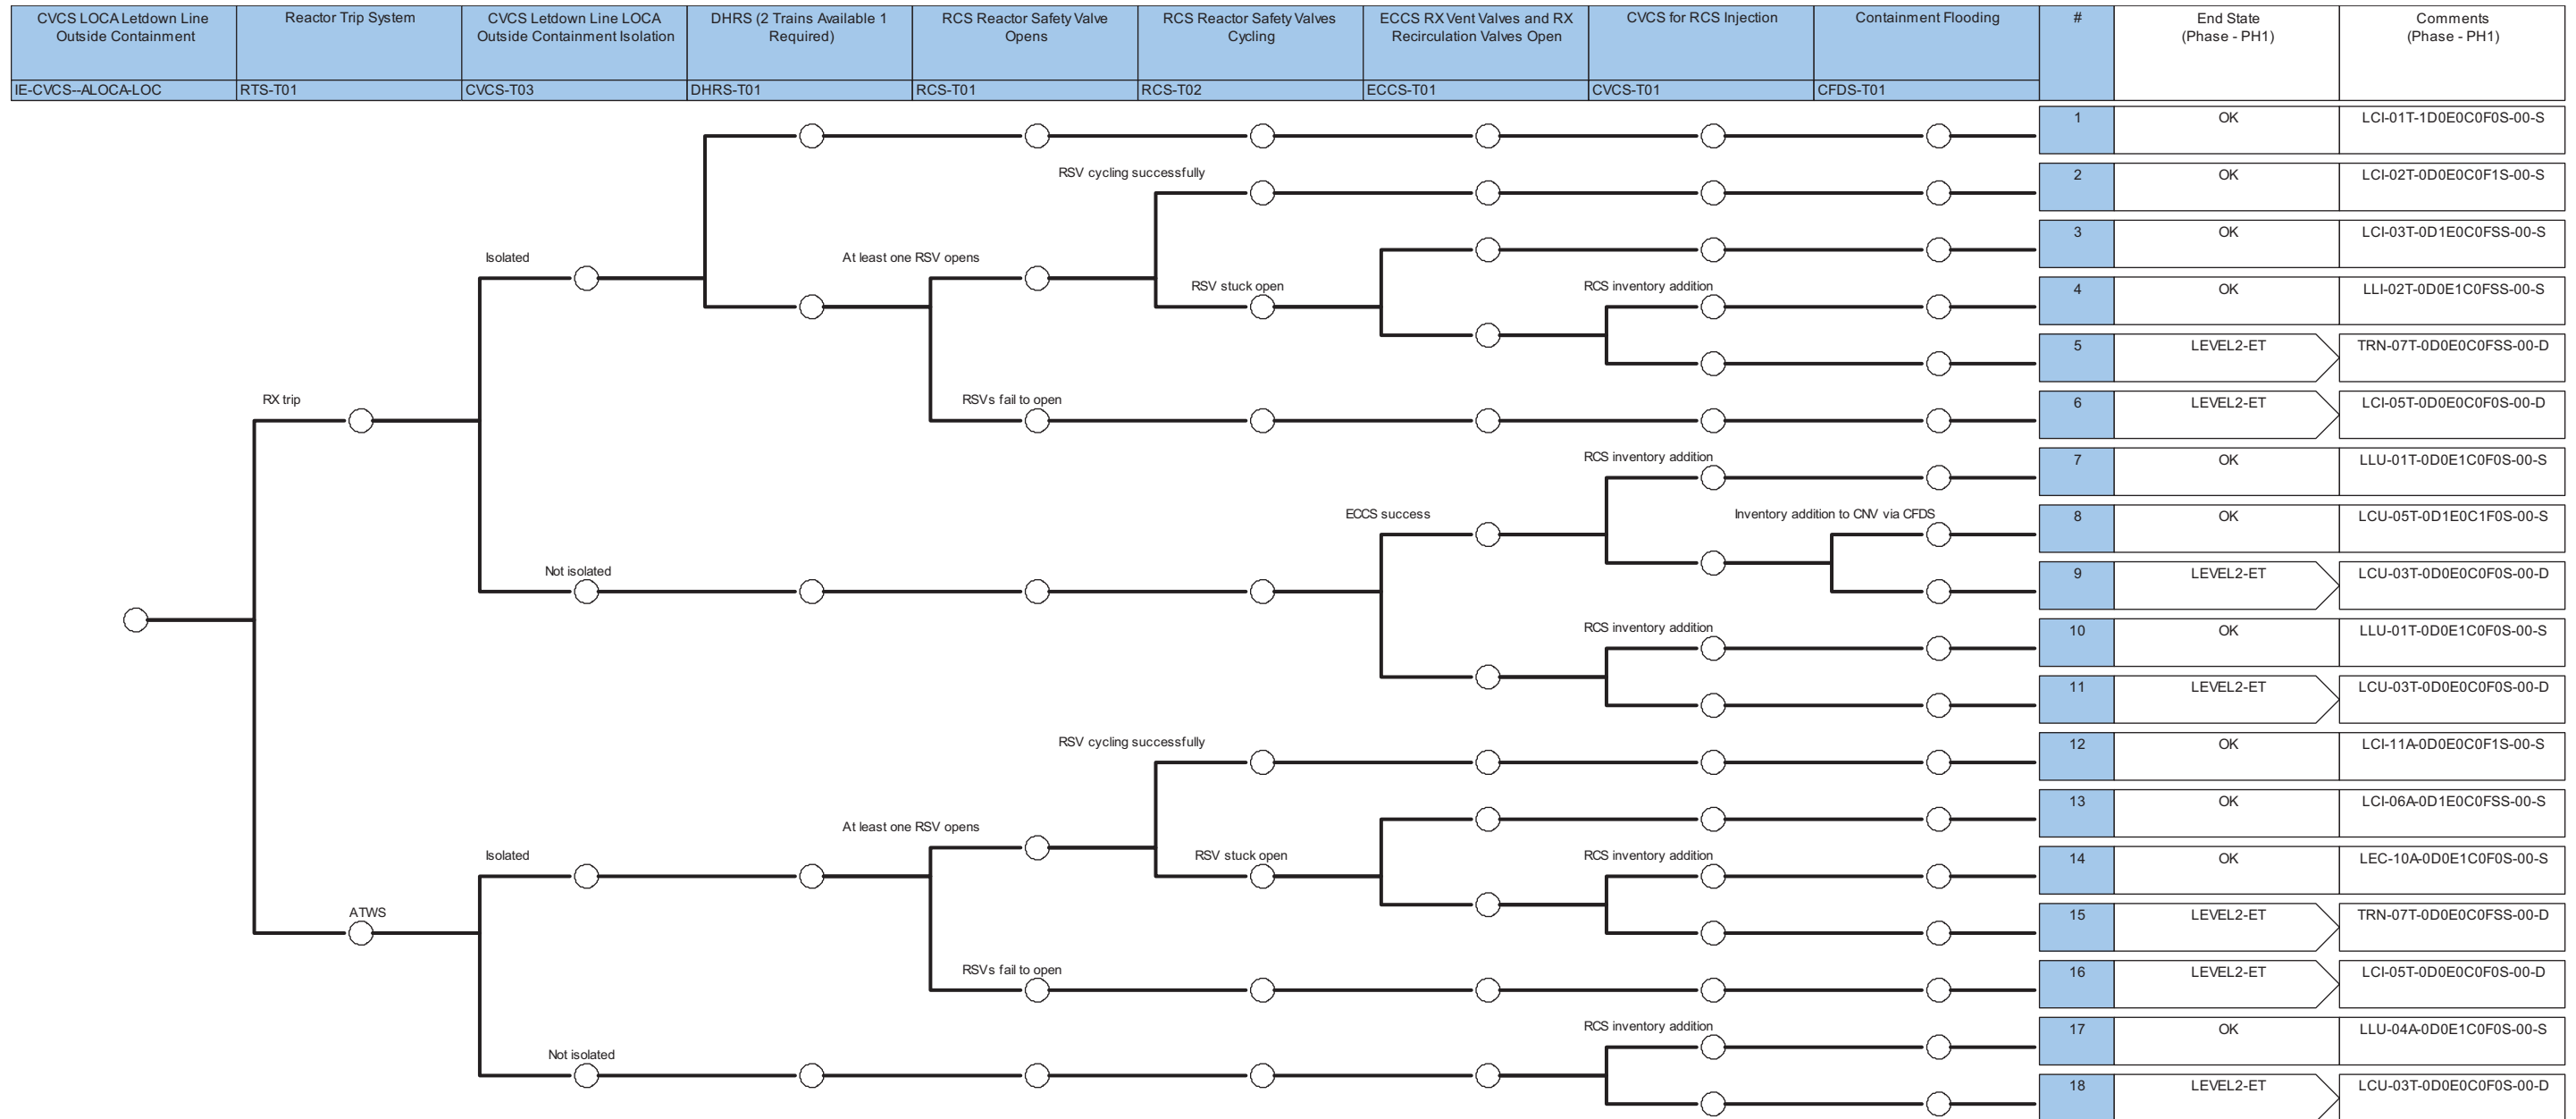 CVCS LOCA Letdown Line
Outside Containment
Reactor Trip System
CVCS Letdown Line LOCA
Outside Containment Isolation
DHRS (2 Trains Available 1
Required)
RCS Reactor Safety Valve
Opens
RCS Reactor Safety Valves
Cycling
ECCS RX Vent Valves and RX
Recirculation Valves Open
CVCS for RCS Injection
Containment Flooding
#
End State
(Phase - PH1)
Comments
(Phase - PH1)
IE-CVCS--ALOCA-LOC
RTS-T01
CVCS-T03
DHRS-T01
RCS-T01
RCS-T02
ECCS-T01
CVCS-T01
CFDS-T01
1
OK
LCI-01T-1D0E0C0F0S-00-S
RSV cycling successfully
2
OK
LCI-02T-0D0E0C0F1S-00-S
3
OK
LCI-03T-0D1E0C0FSS-00-S
Isolated
At least one RSV opens
RSV stuck open
RCS inventory addition
4
OK
LLI-02T-0D0E1C0FSS-00-S
5
LEVEL2-ET
TRN-07T-0D0E0C0FSS-00-D
RX trip
RSVs fail to open
6
LEVEL2-ET
LCI-05T-0D0E0C0F0S-00-D
RCS inventory addition
7
OK
LLU-01T-0D0E1C0F0S-00-S
ECCS success
Inventory addition to CNV via CFDS
8
OK
LCU-05T-0D1E0C1F0S-00-S
Not isolated
9
LEVEL2-ET
LCU-03T-0D0E0C0F0S-00-D
RCS inventory addition
10
OK
LLU-01T-0D0E1C0F0S-00-S
11
LEVEL2-ET
LCU-03T-0D0E0C0F0S-00-D
RSV cycling successfully
12
OK
LCI-11A-0D0E0C0F1S-00-S
13
OK
LCI-06A-0D1E0C0FSS-00-S
At least one RSV opens
Isolated
RSV stuck open
RCS inventory addition
14
OK
LEC-10A-0D0E1C0F0S-00-S
ATWS
15
LEVEL2-ET
TRN-07T-0D0E0C0FSS-00-D
RSVs fail to open
16
LEVEL2-ET
LCI-05T-0D0E0C0F0S-00-D
RCS inventory addition
17
OK
LLU-04A-0D0E1C0F0S-00-S
Not isolated
18
LEVEL2-ET
LCU-03T-0D0E0C0F0S-00-D